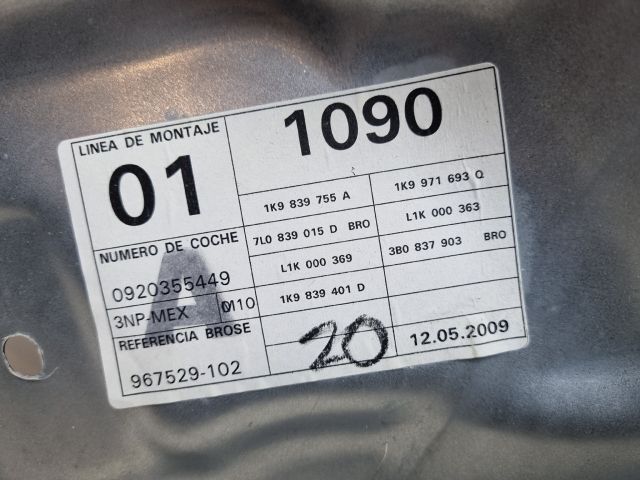 LINEA DE MONTAJE
01
1090
1K9 839 755 A
1K9 971 693 Q
NUMERO DE COCHE
7L0 839 015 D BRO
L1K 000 363
0920355449
L1K 000 369
3B0 837 903 BRO
3NP-MEX
M10
A
1K9 839 401 D
REFERENCIA BROSE
967529-102
20
12.05.2009